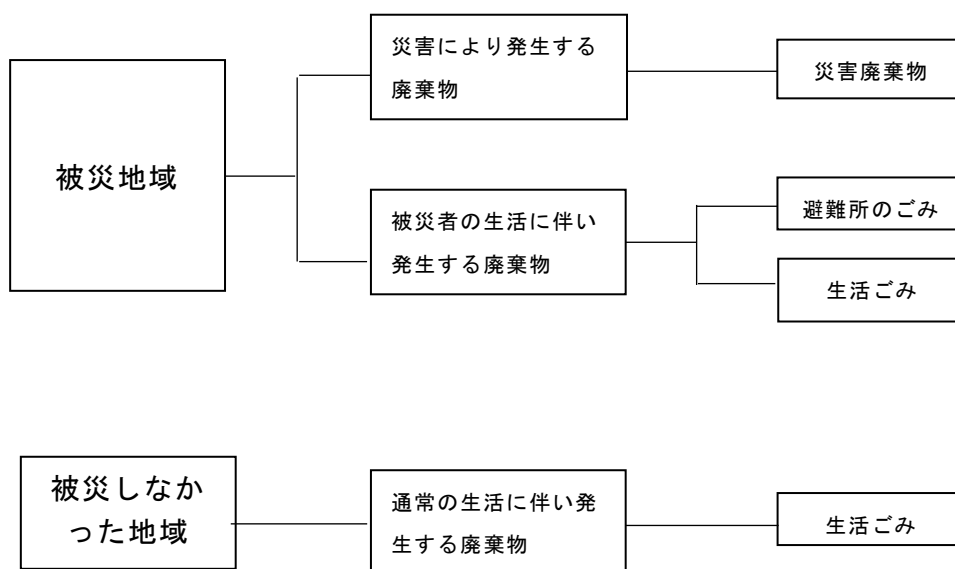 災害により発生する
廃棄物
災害廃棄物
被災地域
被災者の生活に伴い
発生する廃棄物
避難所のごみ
生活ごみ
被災しなか
った地域
通常の生活に伴い発
生する廃棄物
生活ごみ